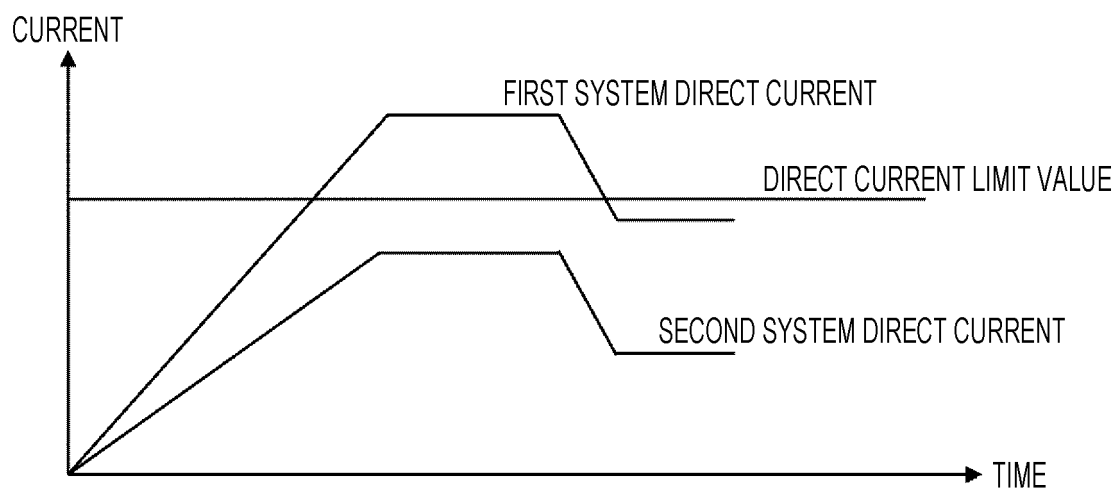 CURRENT
FIRST SYSTEM DIRECT CURRENT
DIRECT CURRENT LIMIT VALUE
SECOND SYSTEM DIRECT CURRENT
TIME